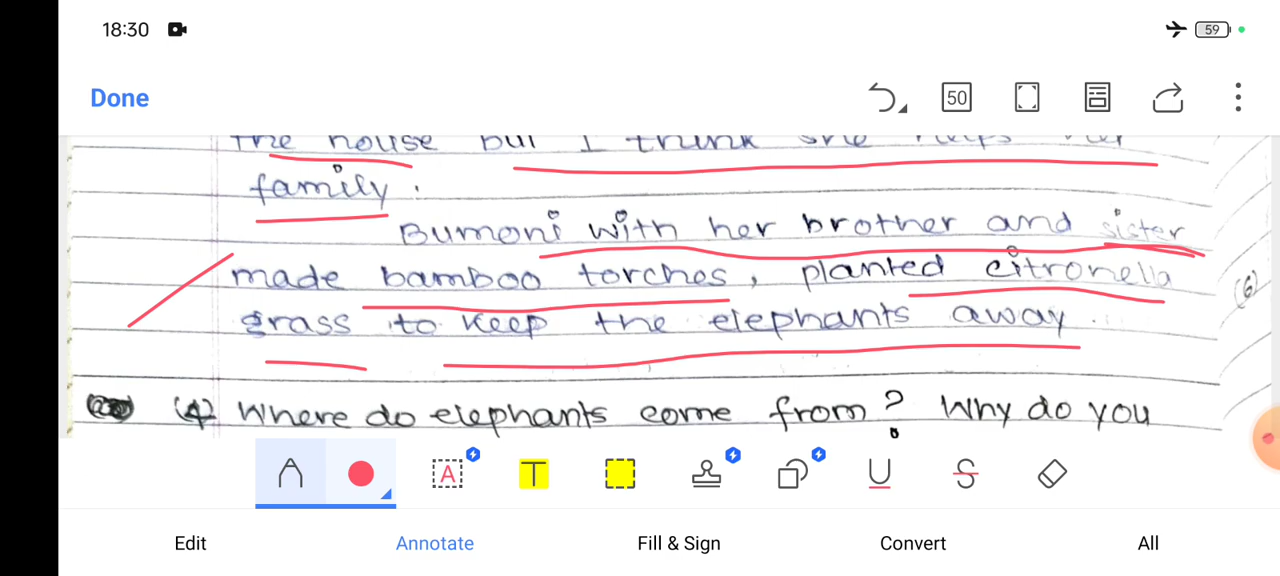 18:30
59
Done
50
the house but I think she helps her
family.
Bumoni with her brother and sister
made bamboo torches, planted citronella
grass to keep the elephants away.
(6)
(4) Where do elephants come from? Why do you
A
T
U
S
Edit
Annotate
Fill & Sign
Convert
All